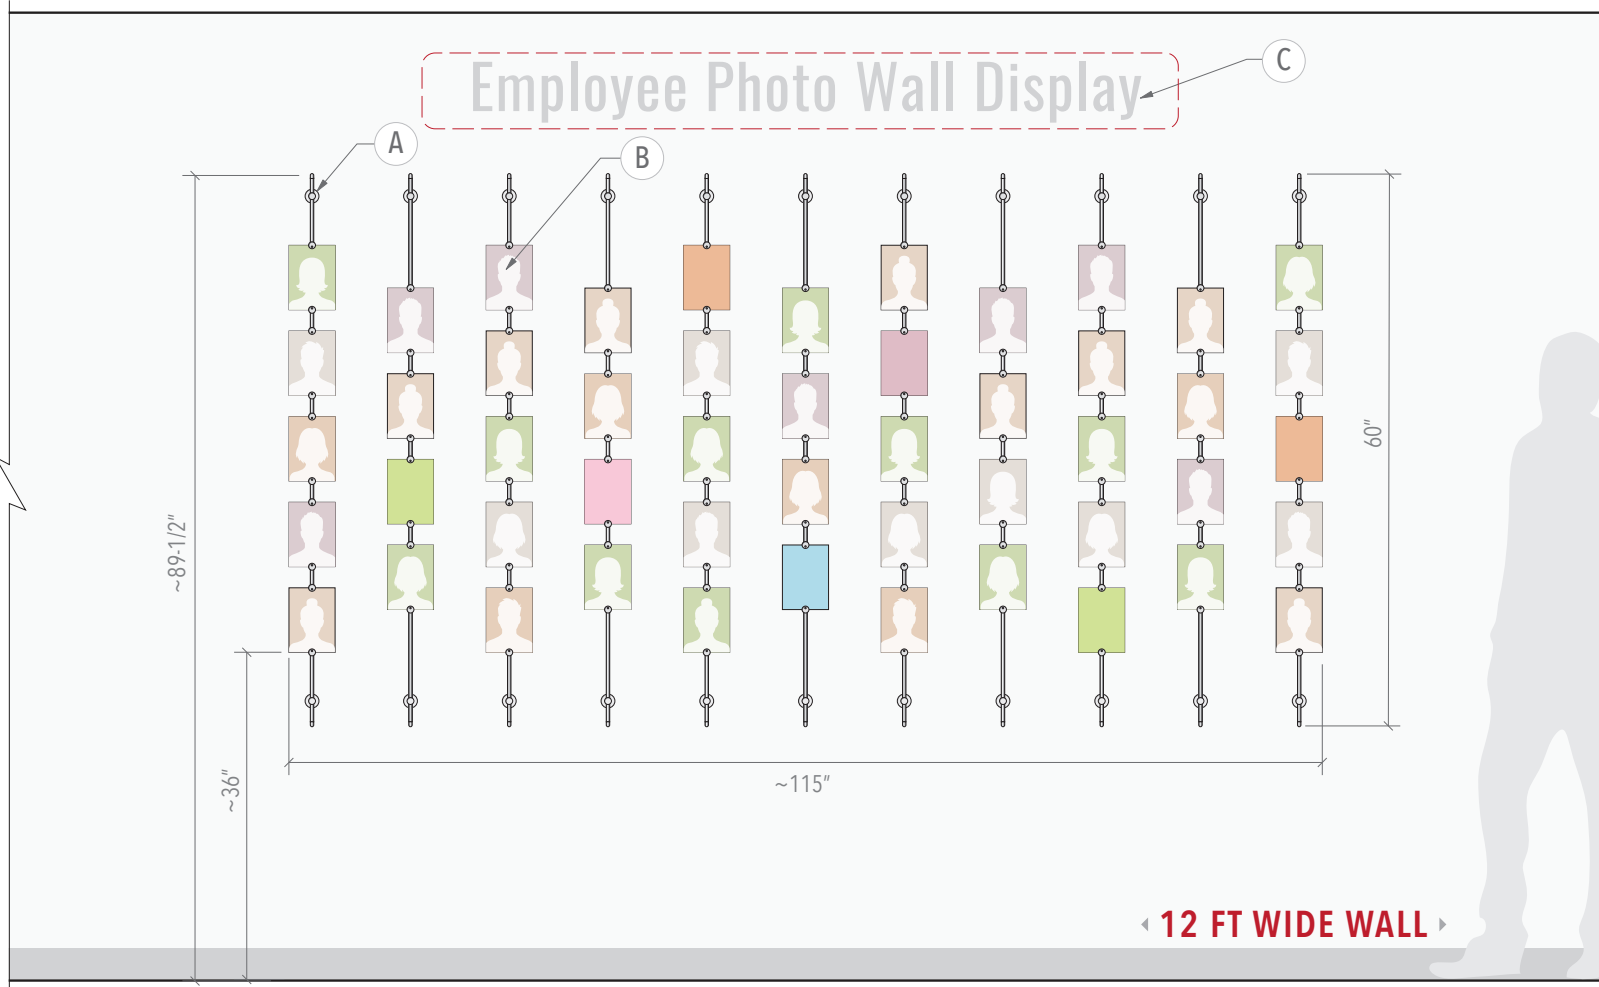 Employee Photo Wall Display
C
A
B
60"
~89-1/2"
~36"
~115"
12 FT WIDE WALL